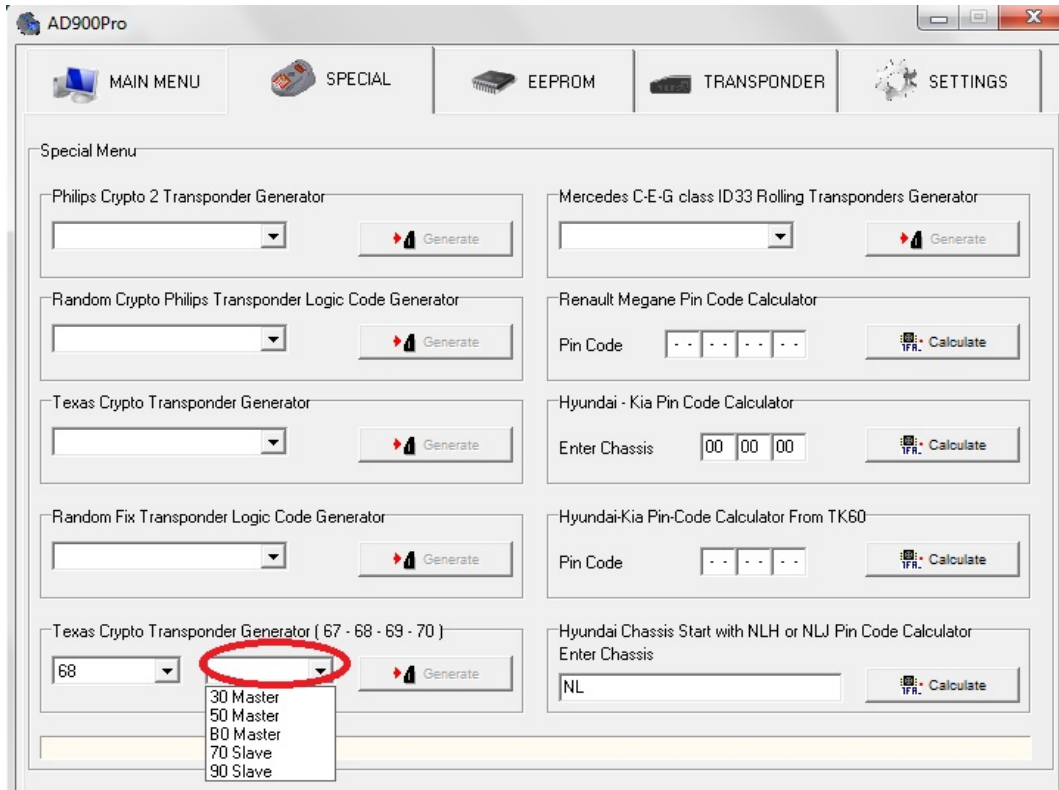 AD900Pro
MAIN MENU
SPECIAL
EEPROM
TRANSPONDER
SETTINGS
Special Menu
Philips Crypto 2 Transponder Generator
Generate
Mercedes C-E-G class ID33 Rolling Transponders Generator
Generate
Random Crypto Philips Transponder Logic Code Generator
Generate
Renault Megane Pin Code Calculator
Pin Code
- - - - - - - -
Calculate
Texas Crypto Transponder Generator
Generate
Hyundai - Kia Pin Code Calculator
Enter Chassis
00 00 00
Calculate
Random Fix Transponder Logic Code Generator
Generate
Hyundai-Kia Pin-Code Calculator From TK60
Pin Code
- - - - - -
Calculate
Texas Crypto Transponder Generator ( 67 - 68 - 69 - 70 )
68
Generate
30 Master
50 Master
B0 Master
70 Slave
90 Slave
Hyundai Chassis Start with NLH or NLJ Pin Code Calculator
Enter Chassis
NL
Calculate